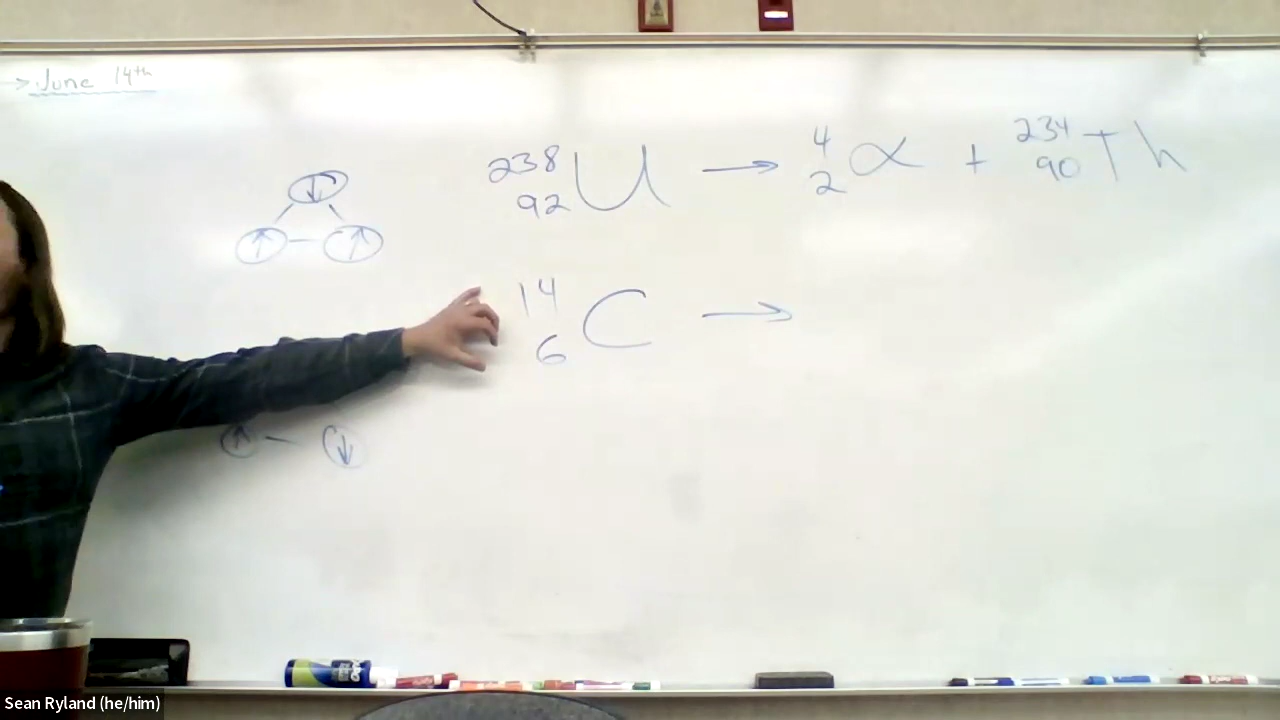 > June 14th
238 92 U → 4 2 α + 234 90 Th
14 6 C →
Sean Ryland (he/him)